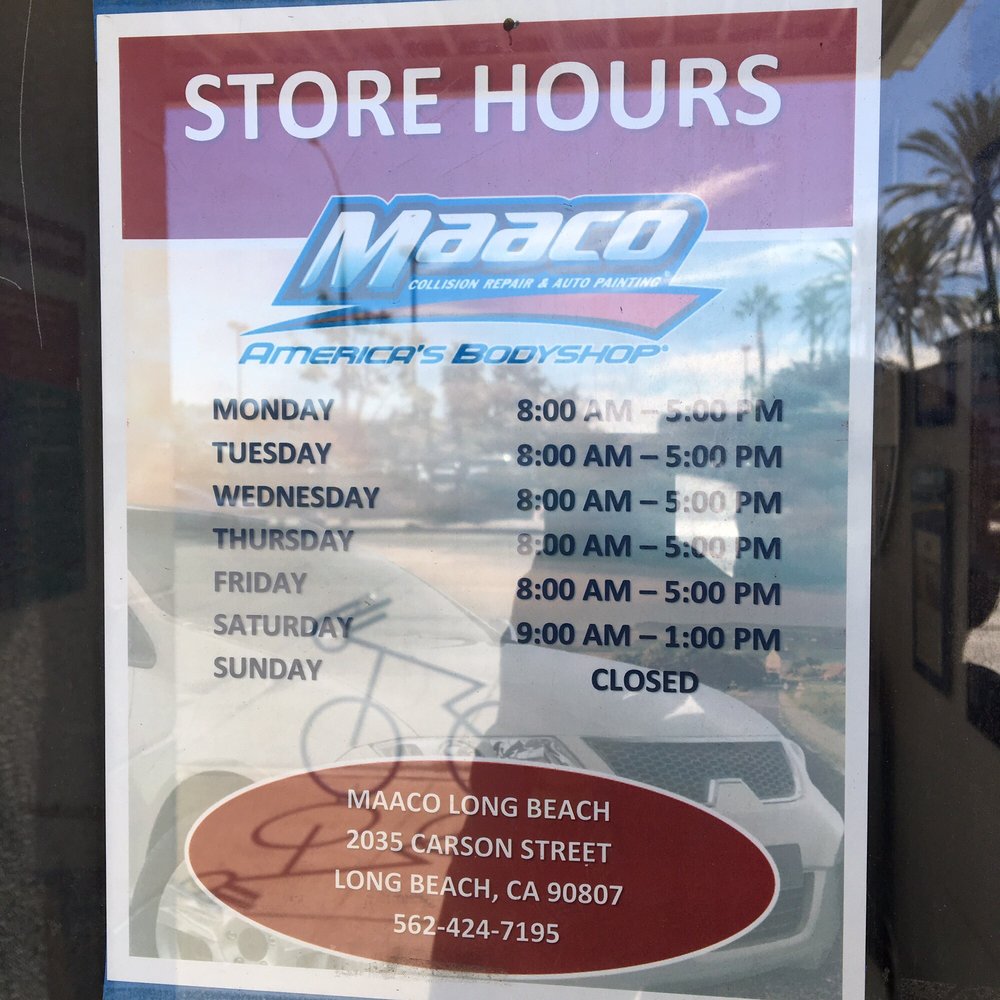 STORE HOURS
Maaco
COLLISION REPAIR & AUTO PAINTING®
AMERICA'S BODYSHOP®
MONDAY 8:00 AM – 5:00 PM
TUESDAY 8:00 AM – 5:00 PM
WEDNESDAY 8:00 AM – 5:00 PM
THURSDAY 8:00 AM – 5:00 PM
FRIDAY 8:00 AM – 5:00 PM
SATURDAY 9:00 AM – 1:00 PM
SUNDAY CLOSED
MAACO LONG BEACH
2035 CARSON STREET
LONG BEACH, CA 90807
562-424-7195